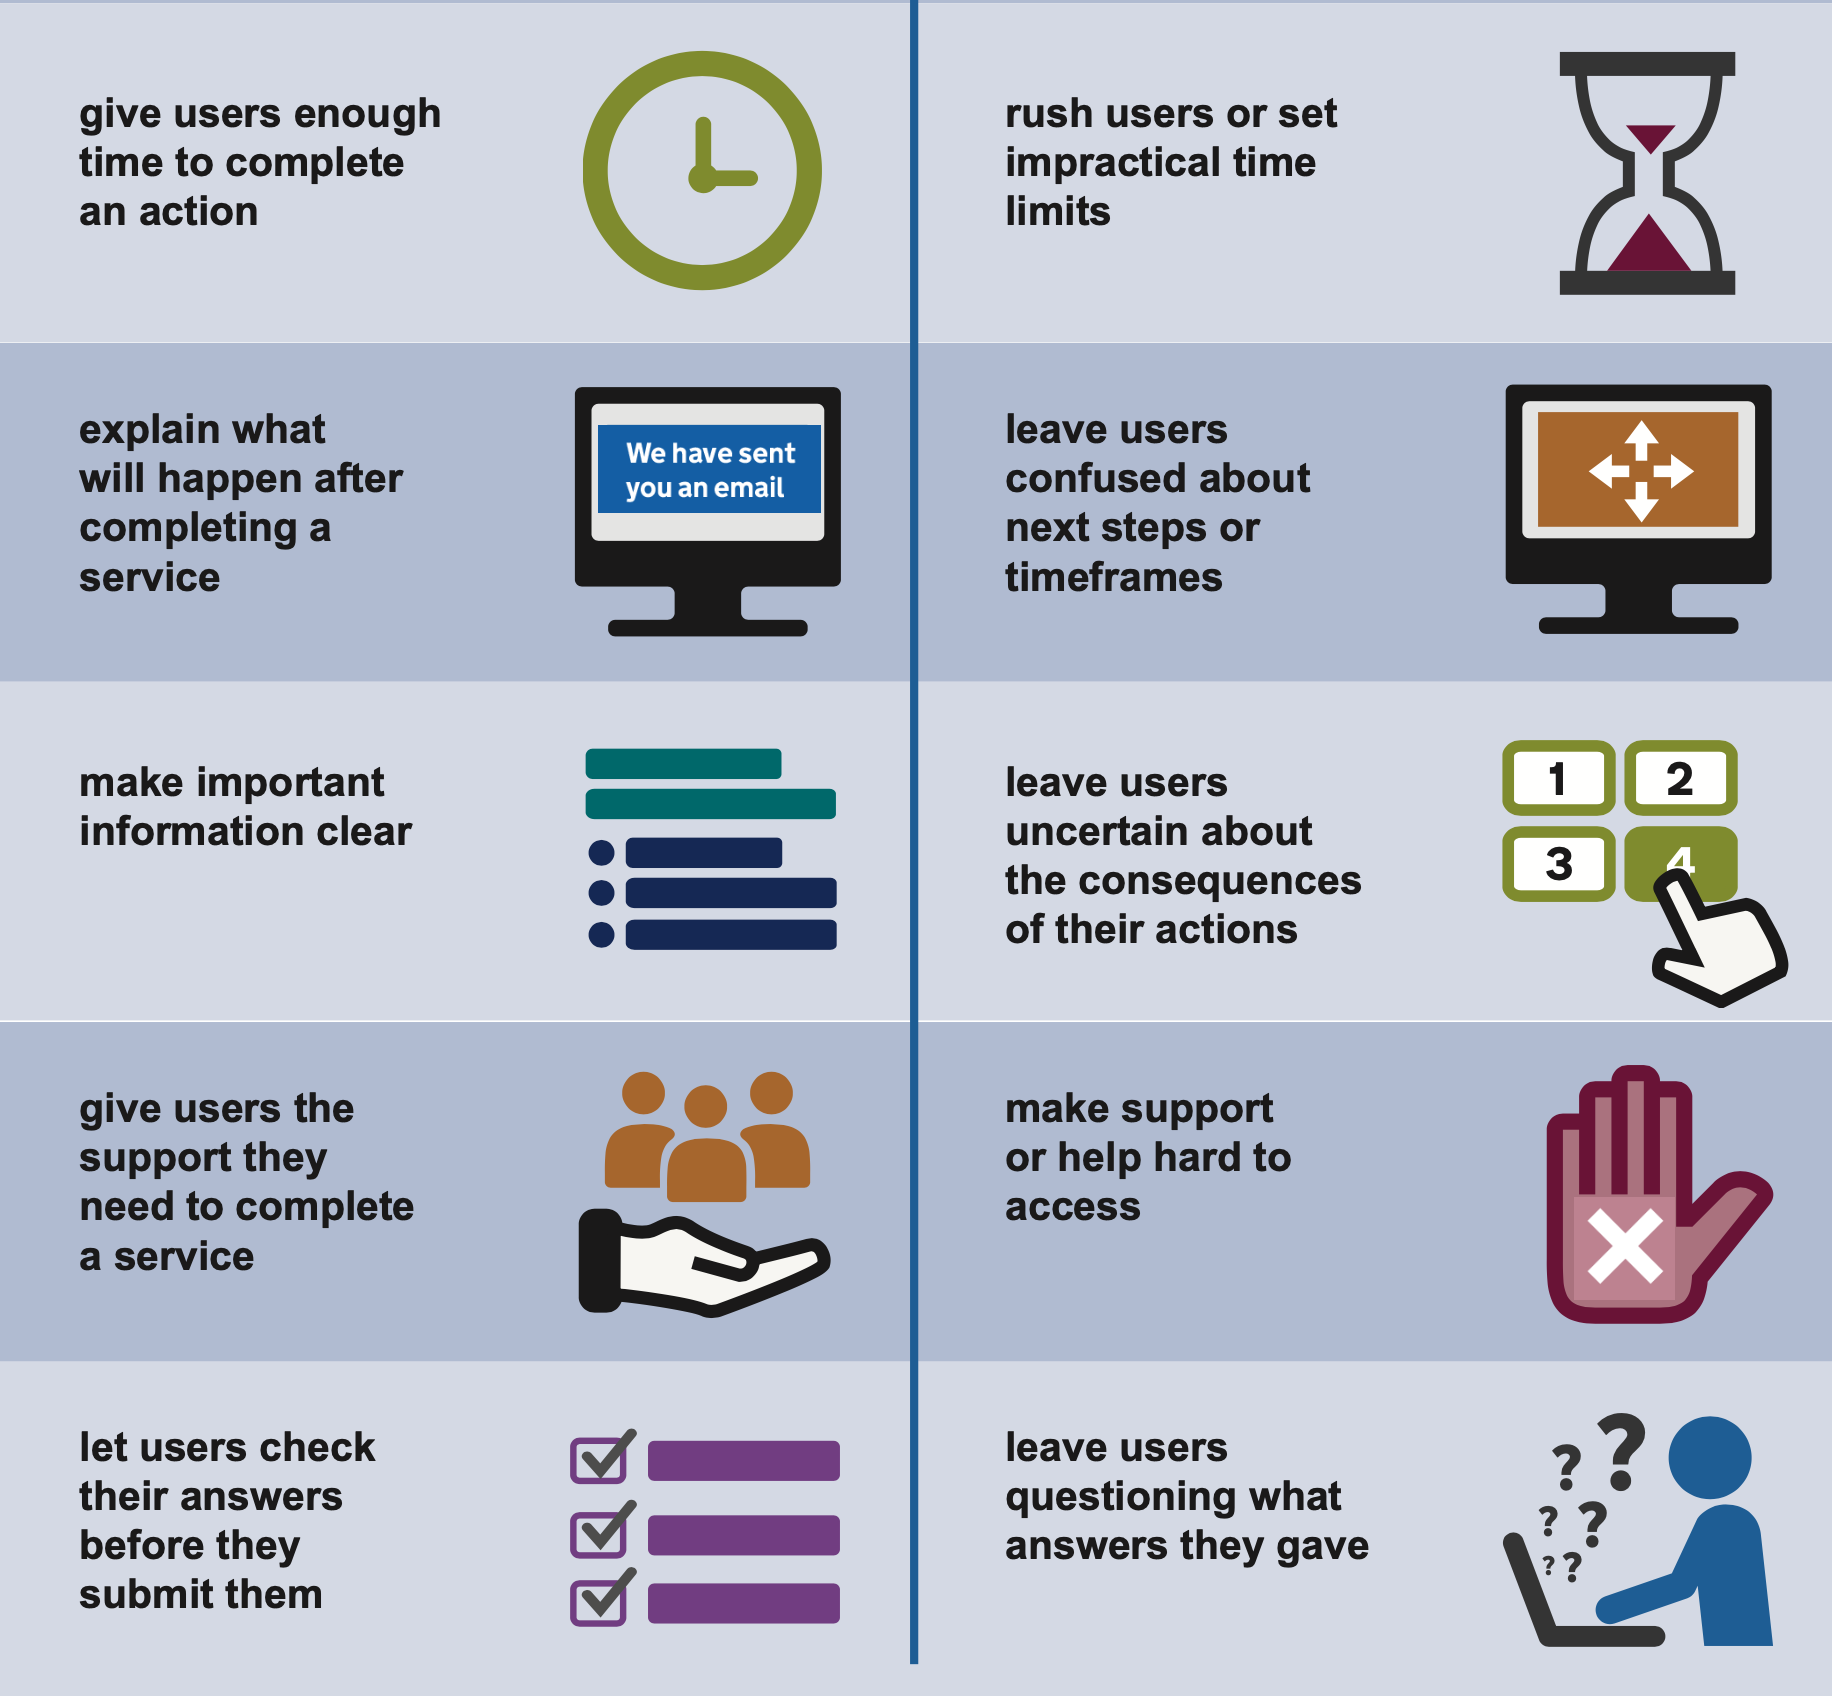 give users enough
time to complete
an action
rush users or set
impractical time
limits
explain what
will happen after
completing a
service
We have sent
you an email
leave users
confused about
next steps or
timeframes
make important
information clear
leave users
uncertain about
the consequences
of their actions
1 2
3 4
give users the
support they
need to complete
a service
make support
or help hard to
access
let users check
their answers
before they
submit them
leave users
questioning what
answers they gave
? ?
? ?
? ?